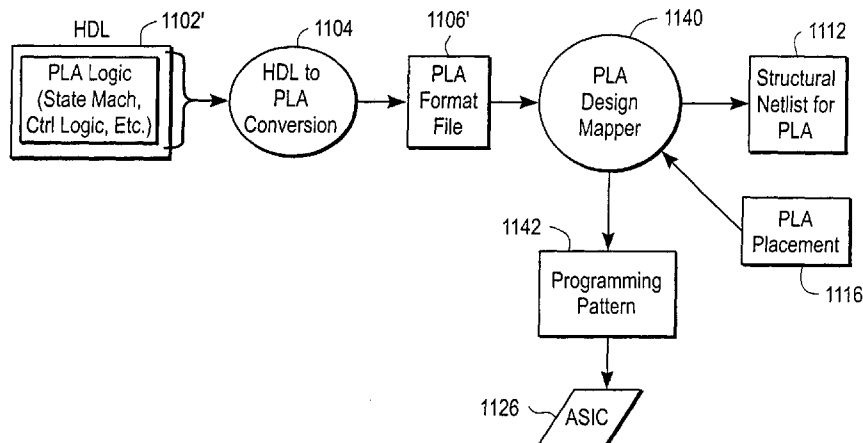 HDL
1102'
PLA Logic
(State Mach,
Ctrl Logic, Etc.)
1104
HDL to
PLA
Conversion
1106'
PLA
Format
File
1140
PLA
Design
Mapper
1112
Structural
Netlist for
PLA
PLA
Placement
1116
1142
Programming
Pattern
1126
ASIC